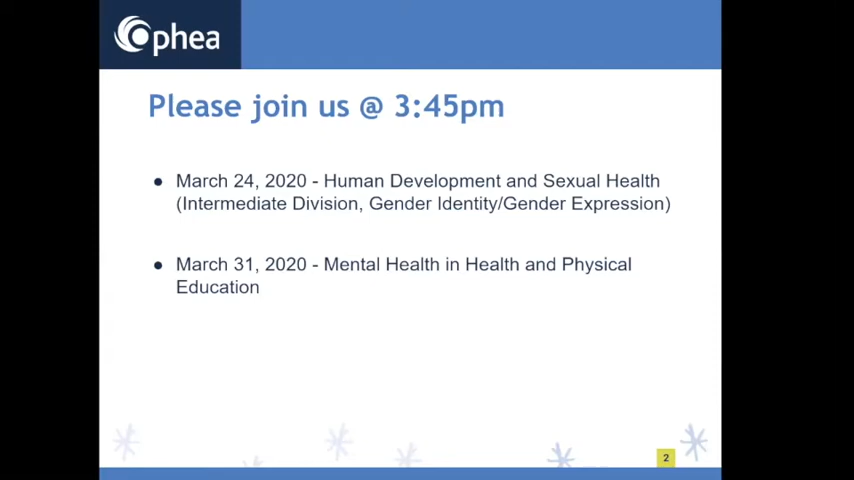 Ophea
Please join us @ 3:45pm
● March 24, 2020 - Human Development and Sexual Health
(Intermediate Division, Gender Identity/Gender Expression)
● March 31, 2020 - Mental Health in Health and Physical
Education
2